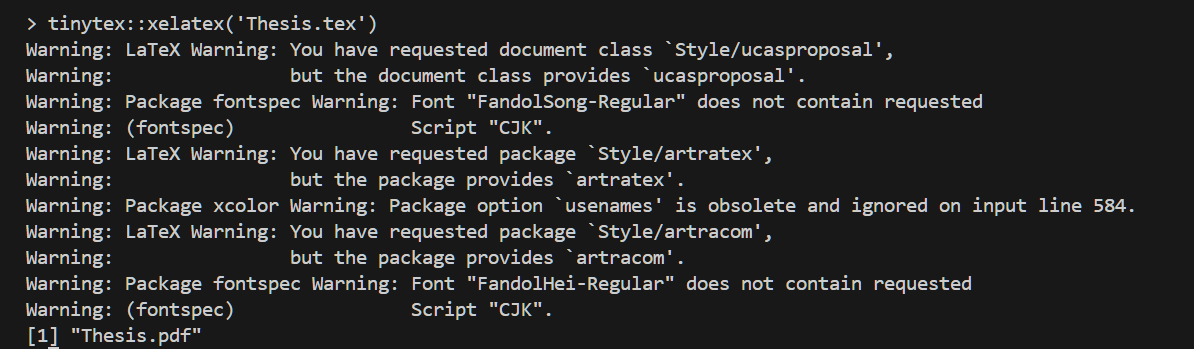 > tinytex::xelatex('Thesis.tex')
Warning: LaTeX Warning: You have requested document class `Style/ucasproposal',
Warning:                but the document class provides `ucasproposal'.
Warning: Package fontspec Warning: Font "FandolSong-Regular" does not contain requested
Warning: (fontspec)                Script "CJK".
Warning: LaTeX Warning: You have requested package `Style/artratex',
Warning:                but the package provides `artratex'.
Warning: Package xcolor Warning: Package option `usenames' is obsolete and ignored on input line 584.
Warning: LaTeX Warning: You have requested package `Style/artracom',
Warning:                but the package provides `artracom'.
Warning: Package fontspec Warning: Font "FandolHei-Regular" does not contain requested
Warning: (fontspec)                Script "CJK".
[1] "Thesis.pdf"